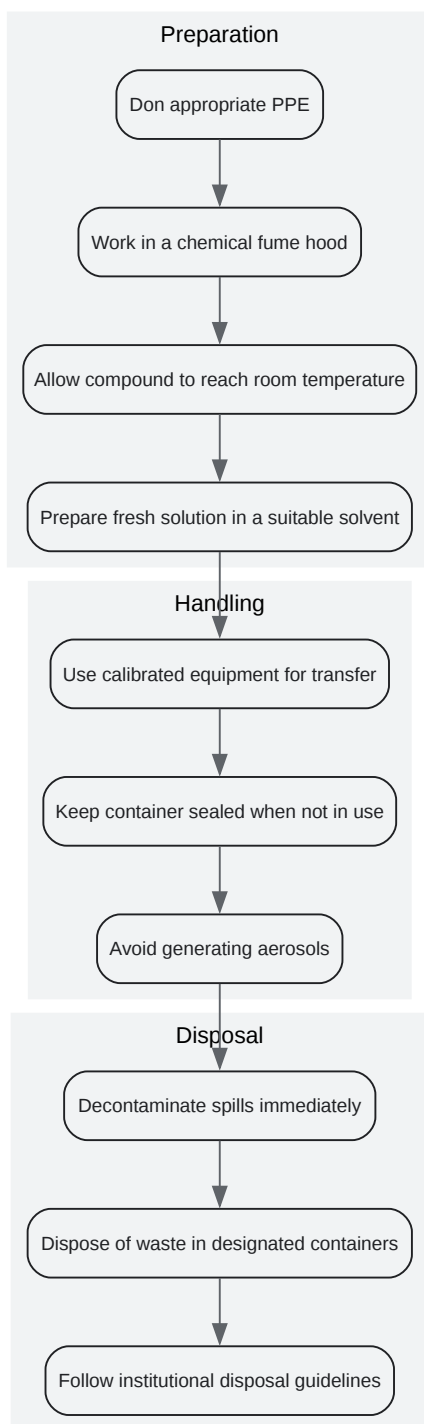 Preparation
Don appropriate PPE
Work in a chemical fume hood
Allow compound to reach room temperature
Prepare fresh solution in a suitable solvent
Handling
Use calibrated equipment for transfer
Keep container sealed when not in use
Avoid generating aerosols
Disposal
Decontaminate spills immediately
Dispose of waste in designated containers
Follow institutional disposal guidelines